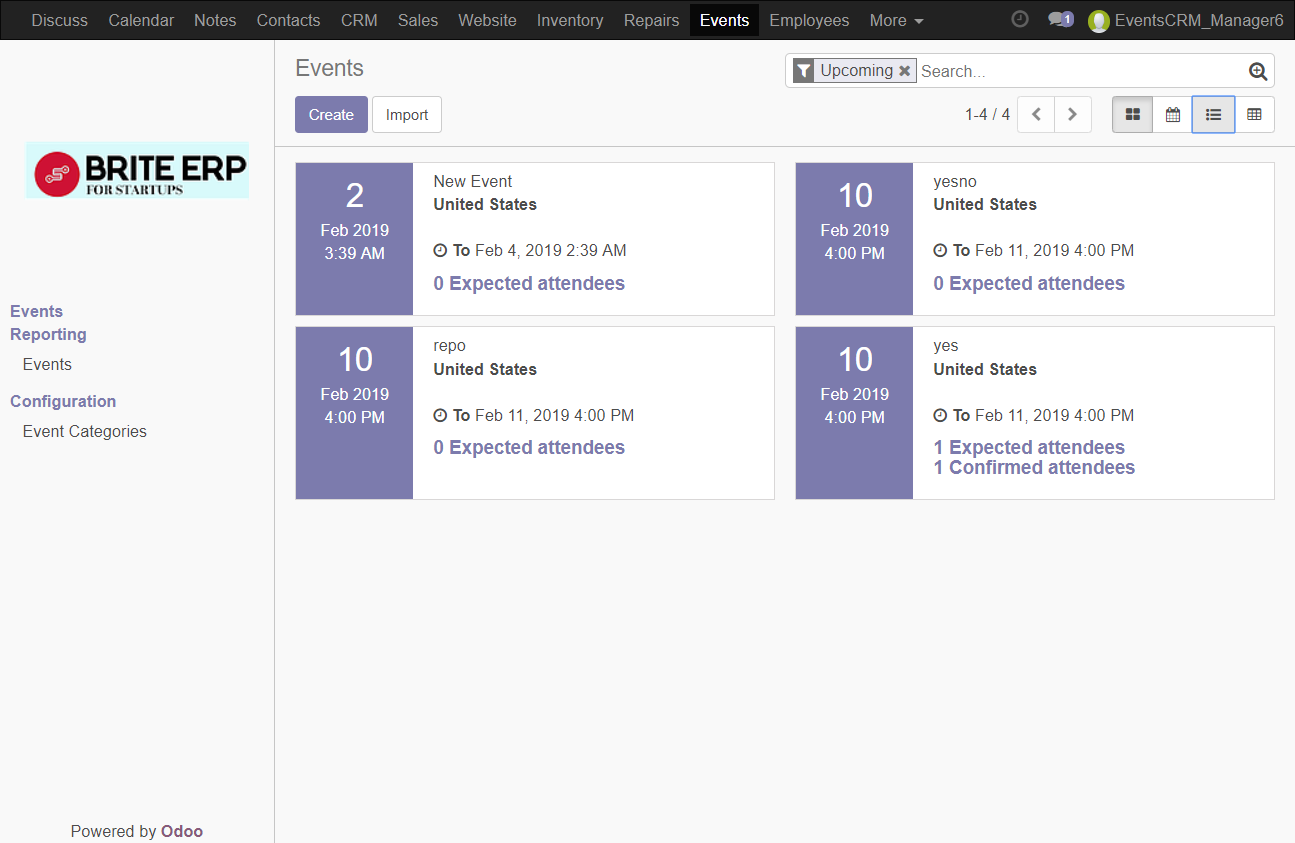 Discuss Calendar Notes Contacts CRM Sales Website Inventory Repairs Events Employees More 1 EventsCRM_Manager6
Events
Upcoming Search...
Create Import
1-4 / 4
BRITE ERP
FOR STARTUPS
Events
Reporting
Events
Configuration
Event Categories
Powered by Odoo
2
Feb 2019
3:39 AM
New Event
United States
To Feb 4, 2019 2:39 AM
0 Expected attendees
10
Feb 2019
4:00 PM
yesno
United States
To Feb 11, 2019 4:00 PM
0 Expected attendees
10
Feb 2019
4:00 PM
repo
United States
To Feb 11, 2019 4:00 PM
0 Expected attendees
10
Feb 2019
4:00 PM
yes
United States
To Feb 11, 2019 4:00 PM
1 Expected attendees
1 Confirmed attendees